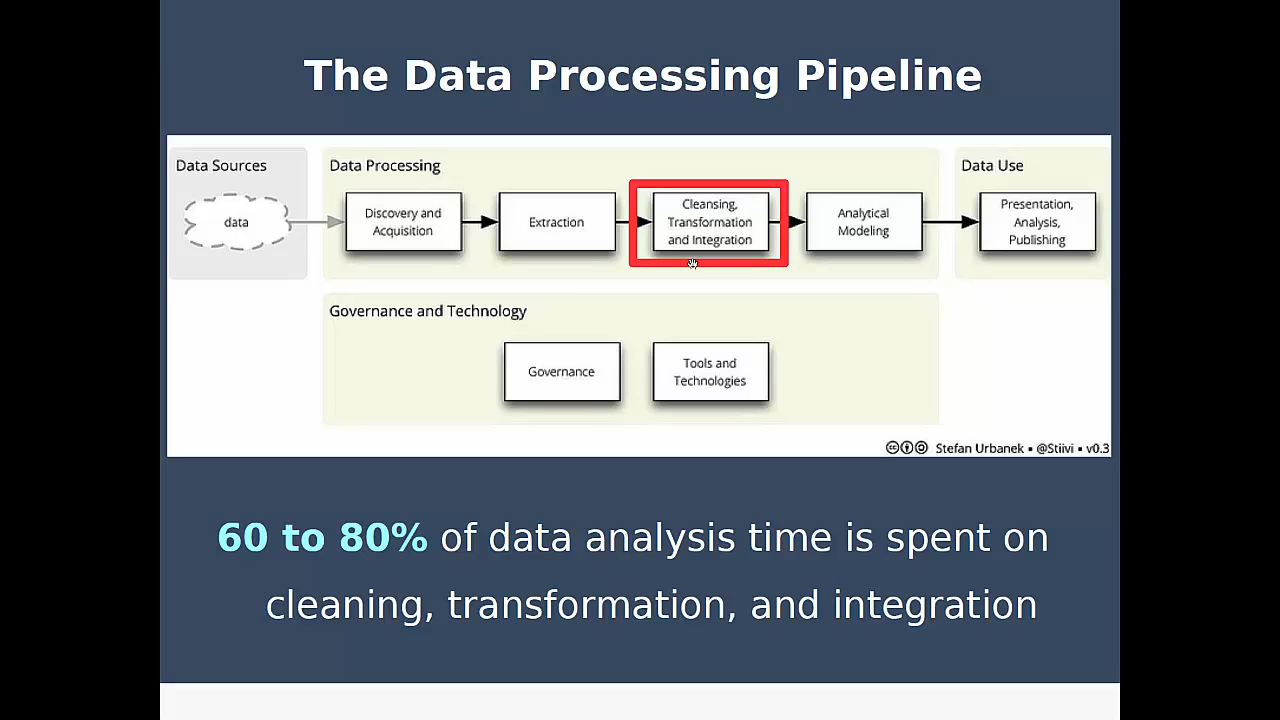 The Data Processing Pipeline
Data Sources
data
Data Processing
Discovery and
Acquisition
Extraction
Cleansing,
Transformation
and Integration
Analytical
Modeling
Data Use
Presentation,
Analysis,
Publishing
Governance and Technology
Governance
Tools and
Technologies
Stefan Urbanek ▪ @Stiivi ▪ v0.3
60 to 80% of data analysis time is spent on
cleaning, transformation, and integration